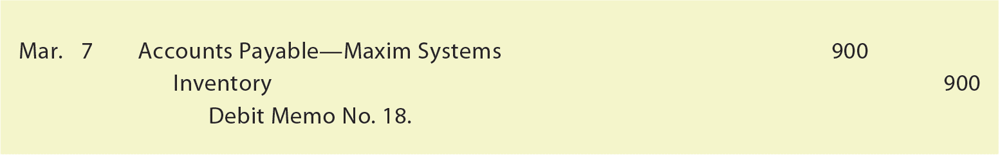 Mar. 7 Accounts Payable—Maxim Systems 900
Inventory 900
Debit Memo No. 18.